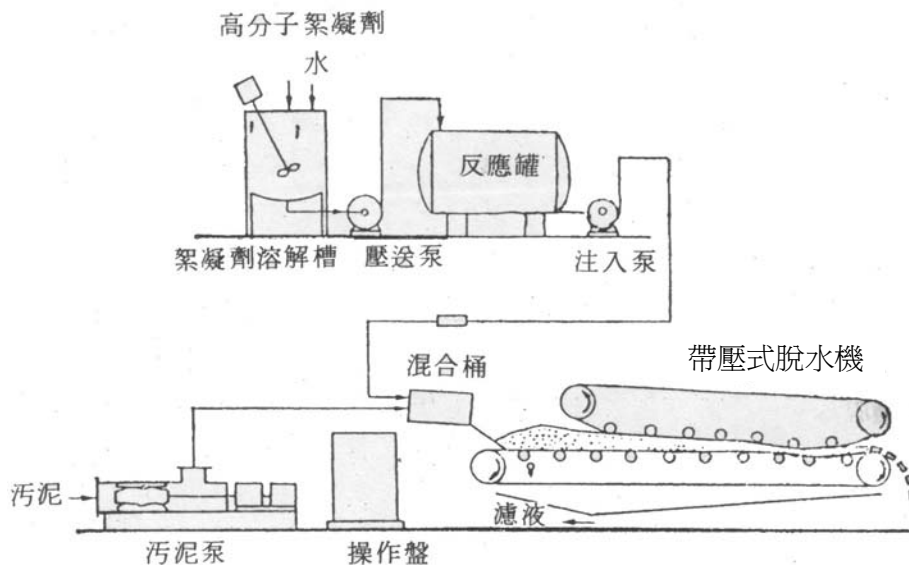 高分子絮凝劑
水
反應罐
絮凝劑溶解槽
壓送泵
注入泵
帶壓式脫水機
混合桶
汚泥
濾液
汚泥泵
操作盤